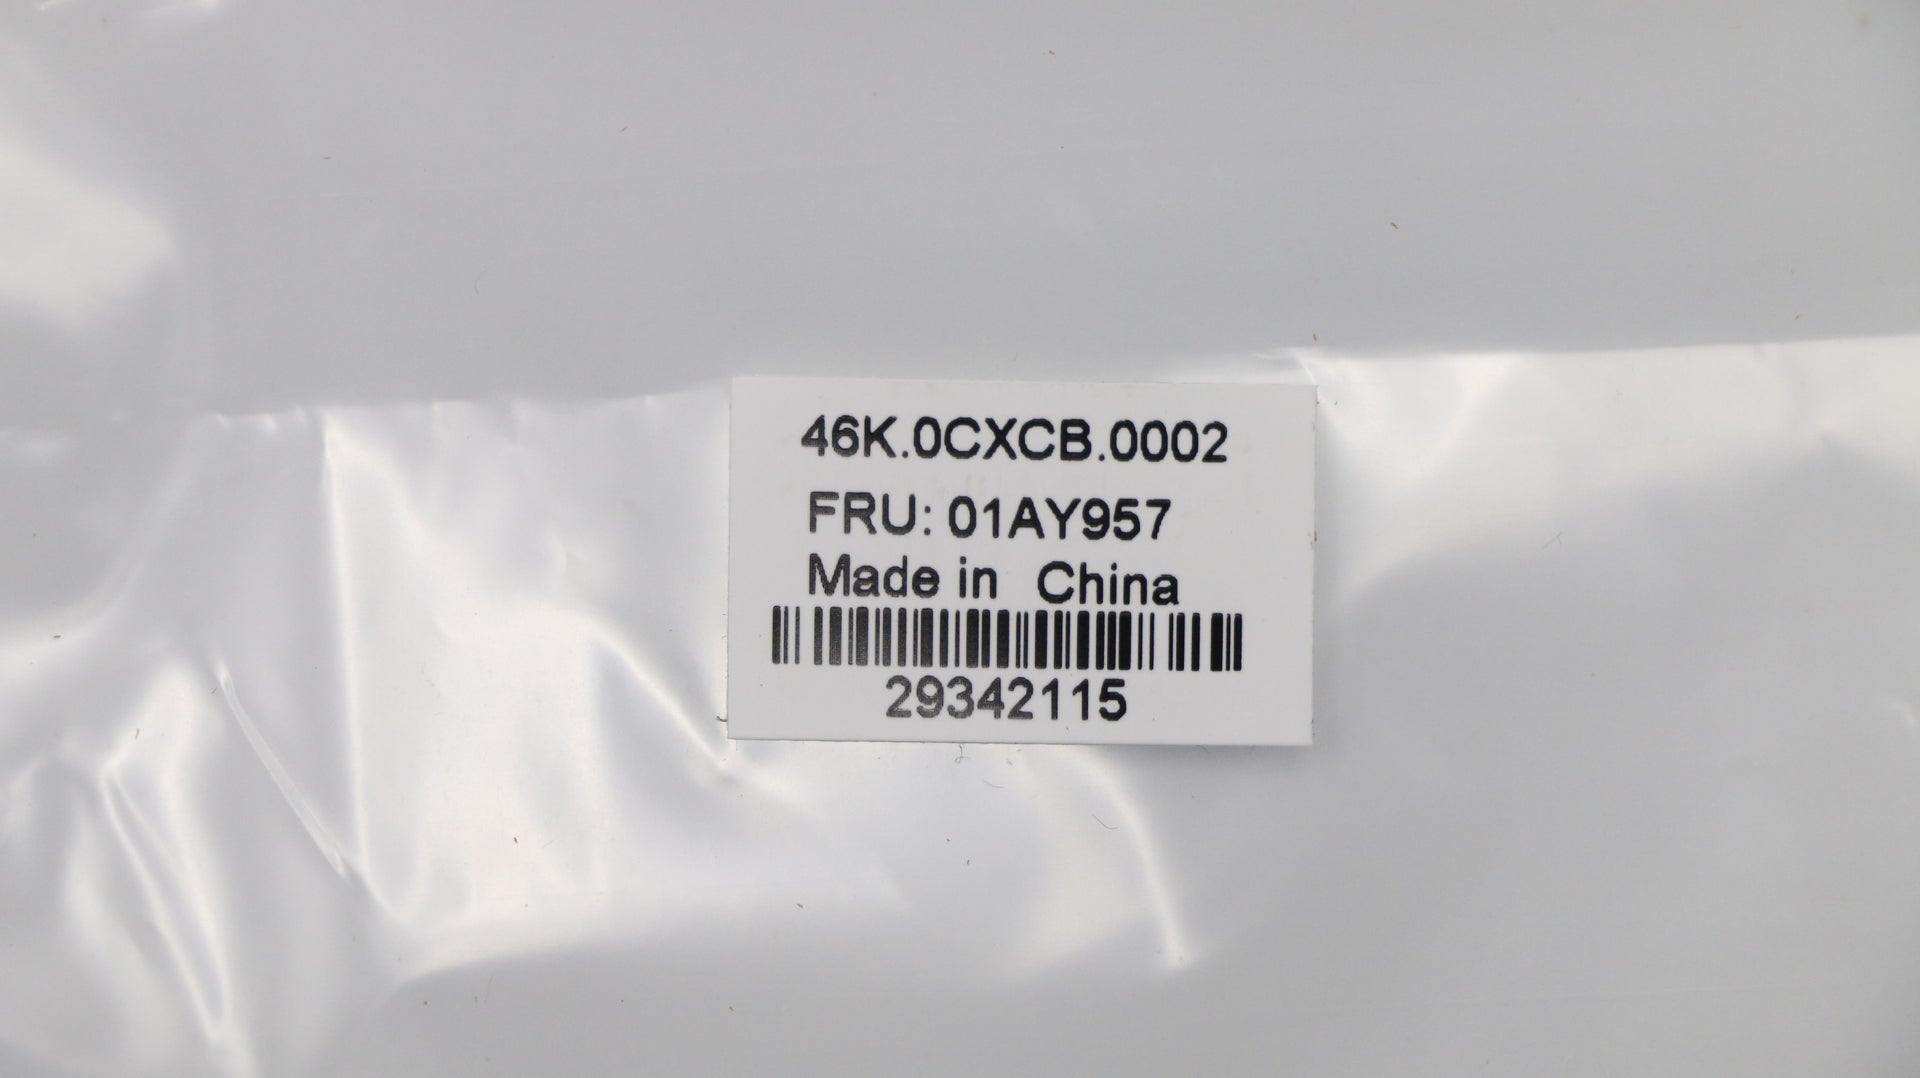 46K.0CXCB.0002
FRU: 01AY957
Made in China
29342115